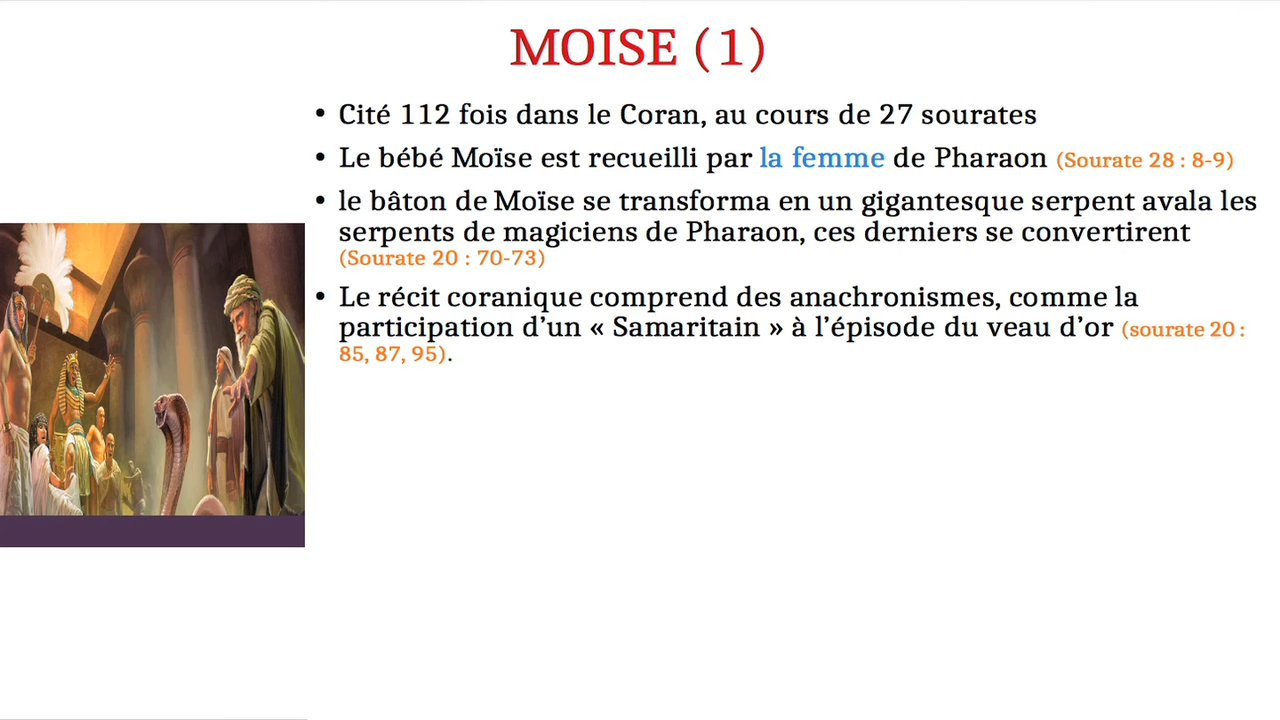 MOISE (1)
• Cité 112 fois dans le Coran, au cours de 27 sourates
• Le bébé Moïse est recueilli par la femme de Pharaon (Sourate 28 : 8-9)
• le bâton de Moïse se transforma en un gigantesque serpent avala les
serpents de magiciens de Pharaon, ces derniers se convertirent
(Sourate 20 : 70-73)
• Le récit coranique comprend des anachronismes, comme la
participation d’un « Samaritain » à l’épisode du veau d’or (sourate 20 :
85, 87, 95).